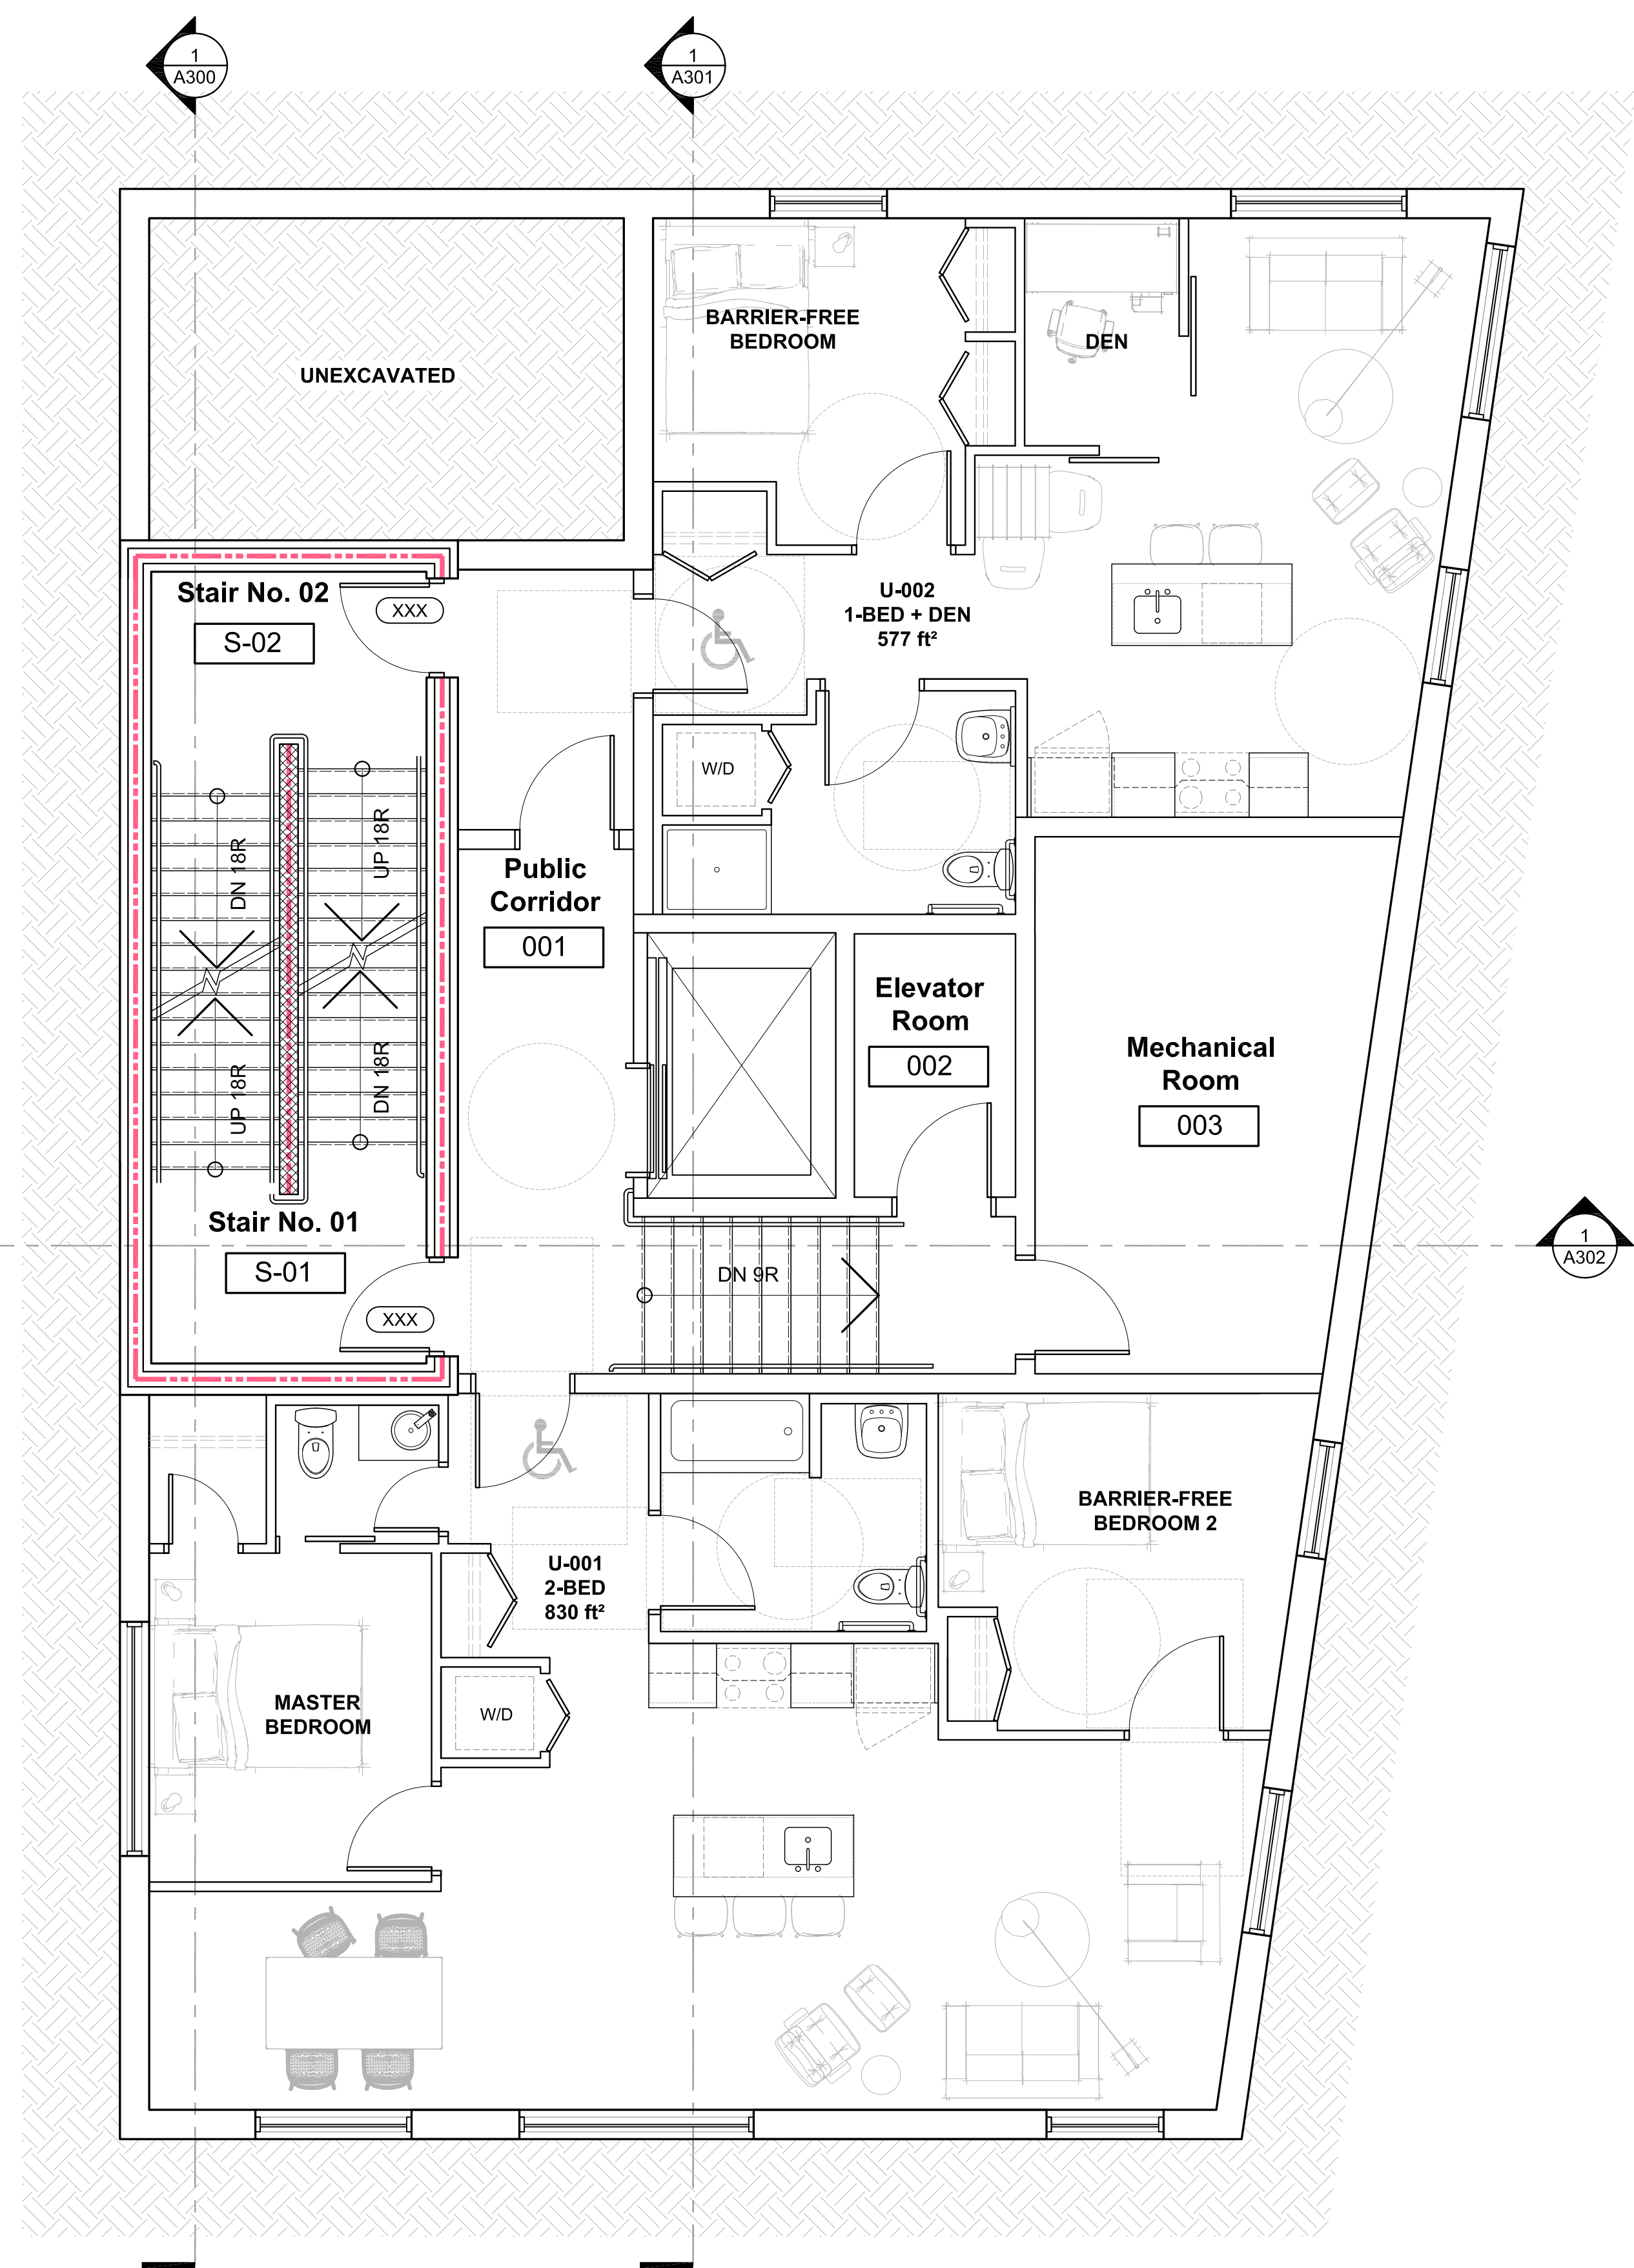 1
A300
1
A301
BARRIER-FREE
BEDROOM
DEN
UNEXCAVATED
Stair No. 02
XXX
S-02
U-002
1-BED + DEN
577 ft²
W/D
DN 18R
UP 18R
Public
Corridor
001
Elevator
Room
002
Mechanical
Room
003
UP 18R
DN 18R
Stair No. 01
S-01
XXX
DN 9R
1
A302
BARRIER-FREE
BEDROOM 2
U-001
2-BED
830 ft²
MASTER
BEDROOM
W/D